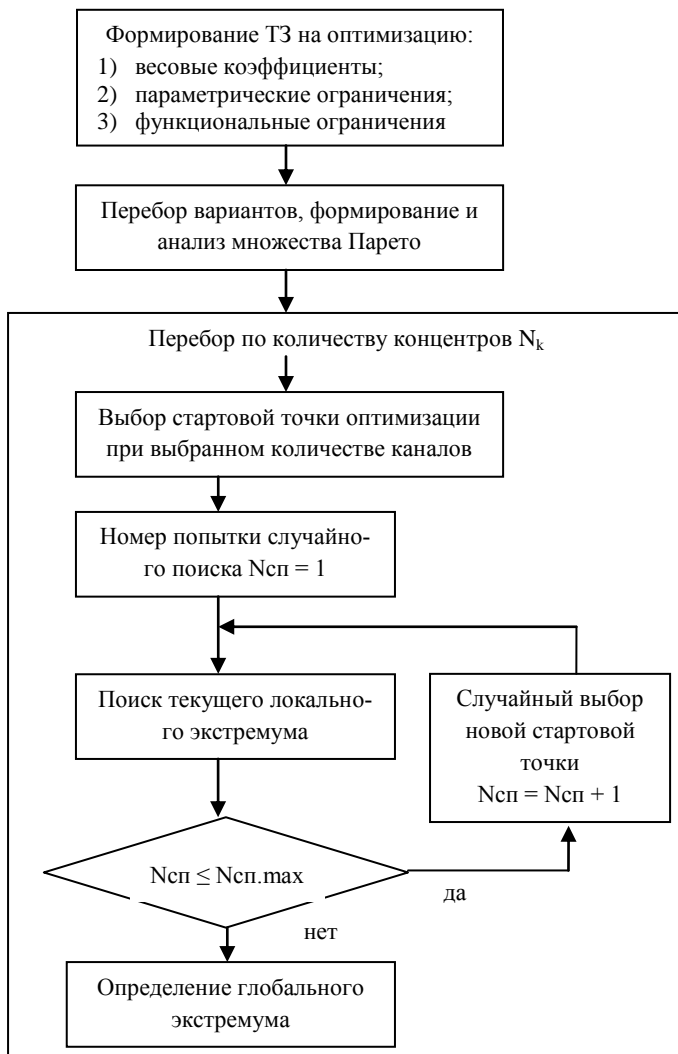 Формирование ТЗ на оптимизацию:
1) весовые коэффициенты;
2) параметрические ограничения;
3) функциональные ограничения
Перебор вариантов, формирование и
анализ множества Парето
Перебор по количеству концентров Nk
Выбор стартовой точки оптимизации
при выбранном количестве каналов
Номер попытки случайно-
го поиска Nсп = 1
Поиск текущего локально-
го экстремума
Случайный выбор
новой стартовой
точки
Nсп = Nсп + 1
Nсп ≤ Nсп.max
да
нет
Определение глобального
экстремума